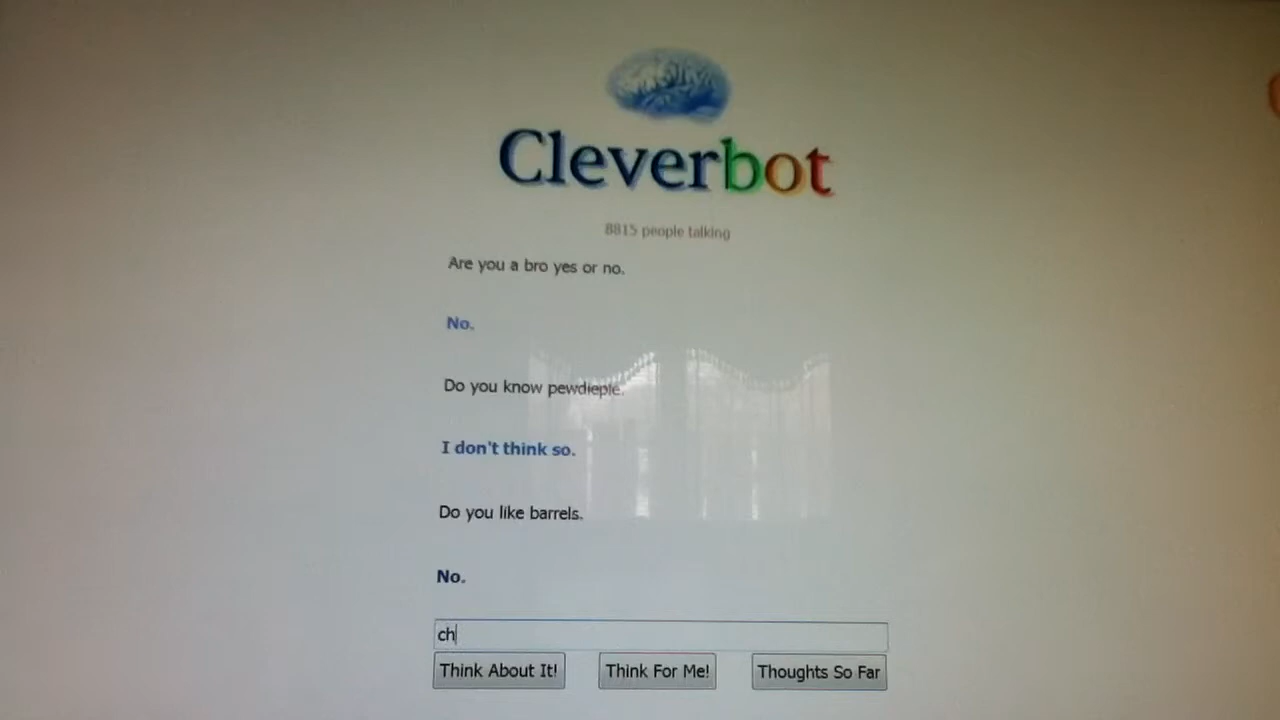 Cleverbot
8815 people talking
Are you a bro yes or no.
No.
Do you know pewdiepie.
I don't think so.
Do you like barrels.
No.
ch
Think About It!
Think For Me!
Thoughts So Far